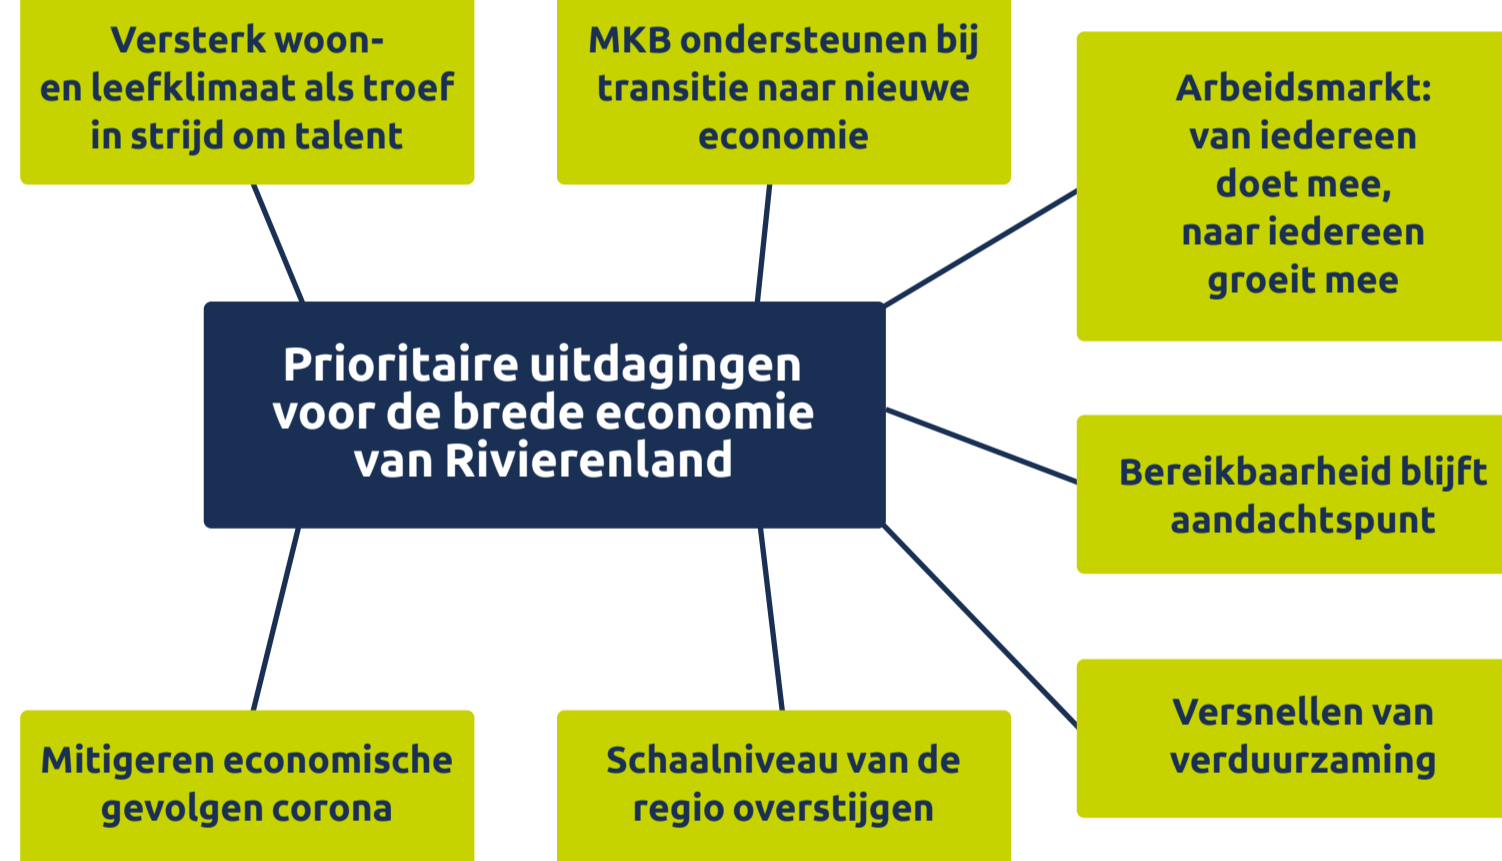 Versterk woon-
en leefklimaat als troef
in strijd om talent
MKB ondersteunen bij
transitie naar nieuwe
economie
Arbeidsmarkt:
van iedereen
doet mee,
naar iedereen
groeit mee
Prioritaire uitdagingen
voor de brede economie
van Rivierenland
Bereikbaarheid blijft
aandachtspunt
Versnellen van
verduurzaming
Mitigeren economische
gevolgen corona
Schaalniveau van de
regio overstijgen